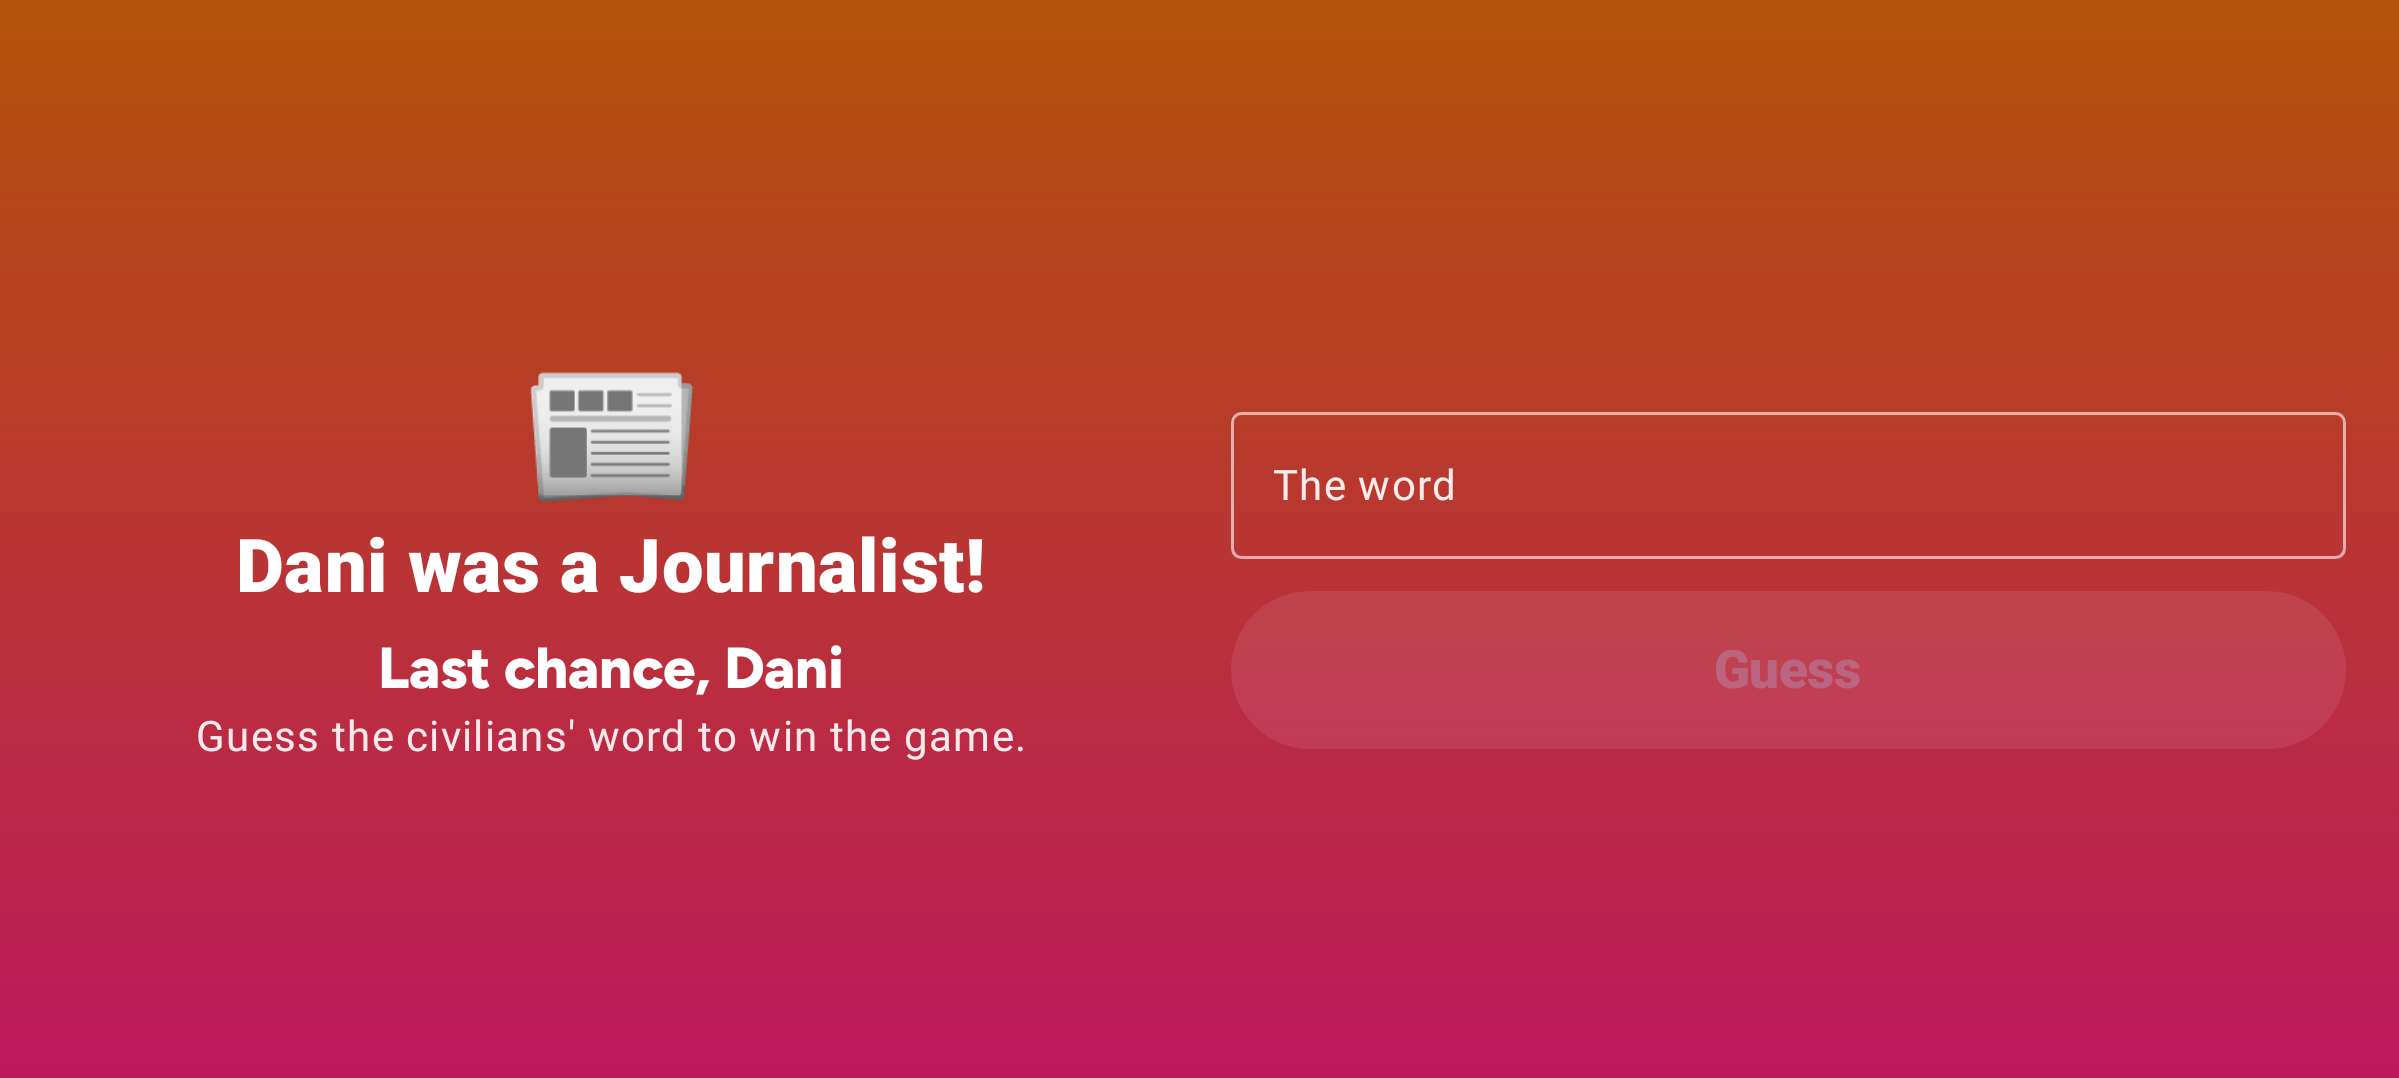 Dani was a Journalist!
Last chance, Dani
Guess the civilians' word to win the game.
The word
Guess